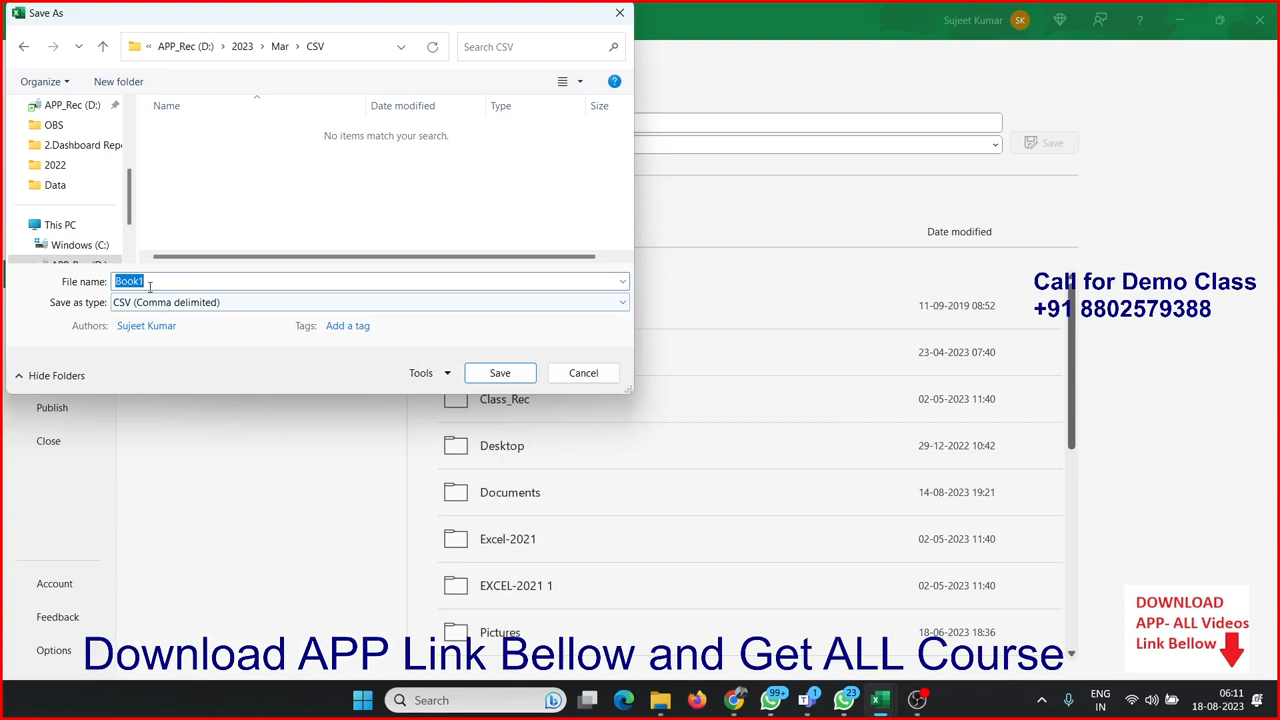 Save As
Sujeet Kumar SK
APP_Rec (D:) 2023 Mar CSV
Search CSV
Organize New folder
Name Date modified Type Size
APP_Rec (D:)
No items match your search.
OBS
2.Dashboard Rep
2022
Data
This PC
Windows (C:)
File name: Book1
Save as type: CSV (Comma delimited)
Authors: Sujeet Kumar Tags: Add a tag
Hide Folders
Tools Save Cancel
Save
Date modified
11-09-2019 08:52
23-04-2023 07:40
Class_Rec 02-05-2023 11:40
Desktop 29-12-2022 10:42
Documents 14-08-2023 19:21
Excel-2021 02-05-2023 11:40
EXCEL-2021 1 02-05-2023 11:40
Pictures 18-06-2023 18:36
Publish
Close
Account
Feedback
Options
Call for Demo Class
+91 8802579388
DOWNLOAD
APP- ALL Videos
Link Bellow
Download APP Link Bellow and Get ALL Course
Search
99+
1
23
ENG
IN
06:11
18-08-2023